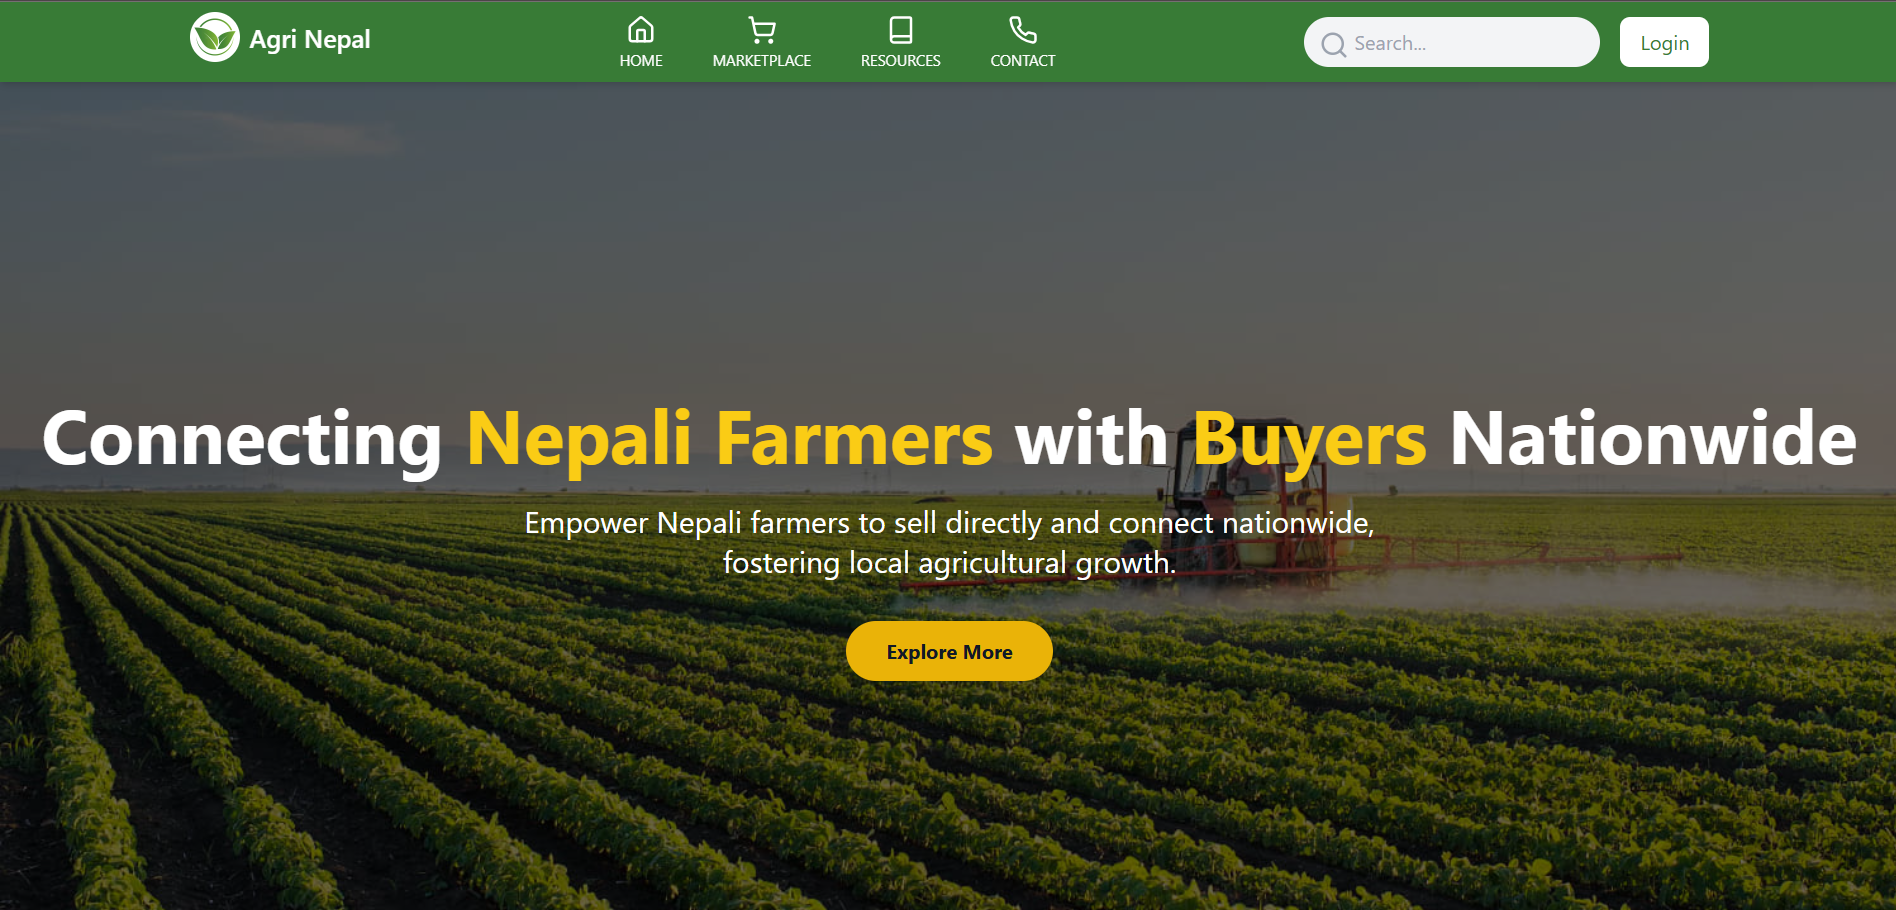 Agri Nepal
HOME
MARKETPLACE
RESOURCES
CONTACT
Search...
Login
Connecting Nepali Farmers with Buyers Nationwide
Empower Nepali farmers to sell directly and connect nationwide,
fostering local agricultural growth.
Explore More